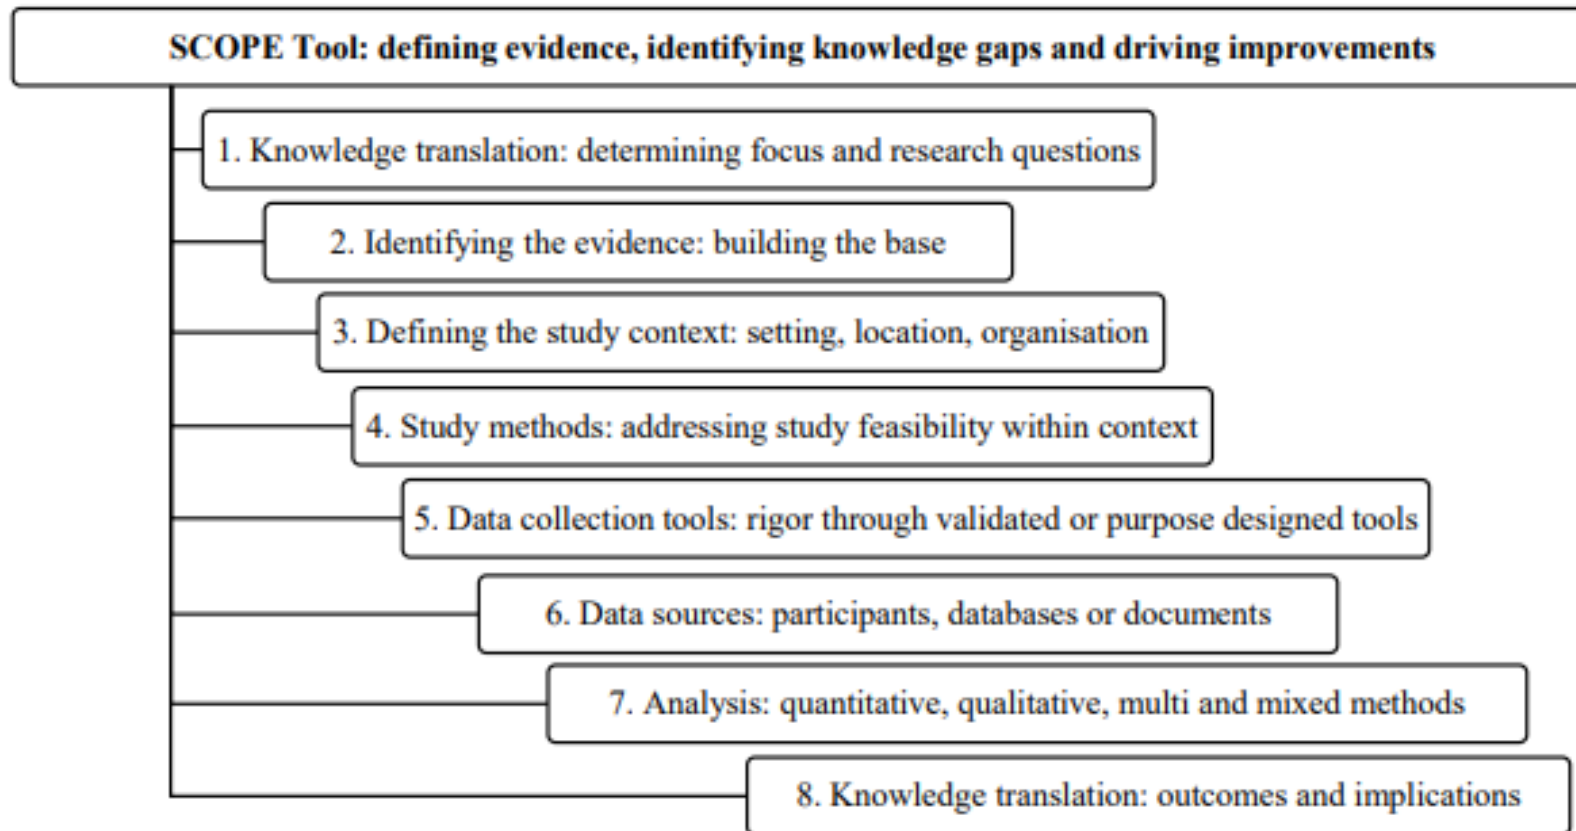 SCOPE Tool: defining evidence, identifying knowledge gaps and driving improvements
1. Knowledge translation: determining focus and research questions
2. Identifying the evidence: building the base
3. Defining the study context: setting, location, organisation
4. Study methods: addressing study feasibility within context
5. Data collection tools: rigor through validated or purpose designed tools
6. Data sources: participants, databases or documents
7. Analysis: quantitative, qualitative, multi and mixed methods
8. Knowledge translation: outcomes and implications